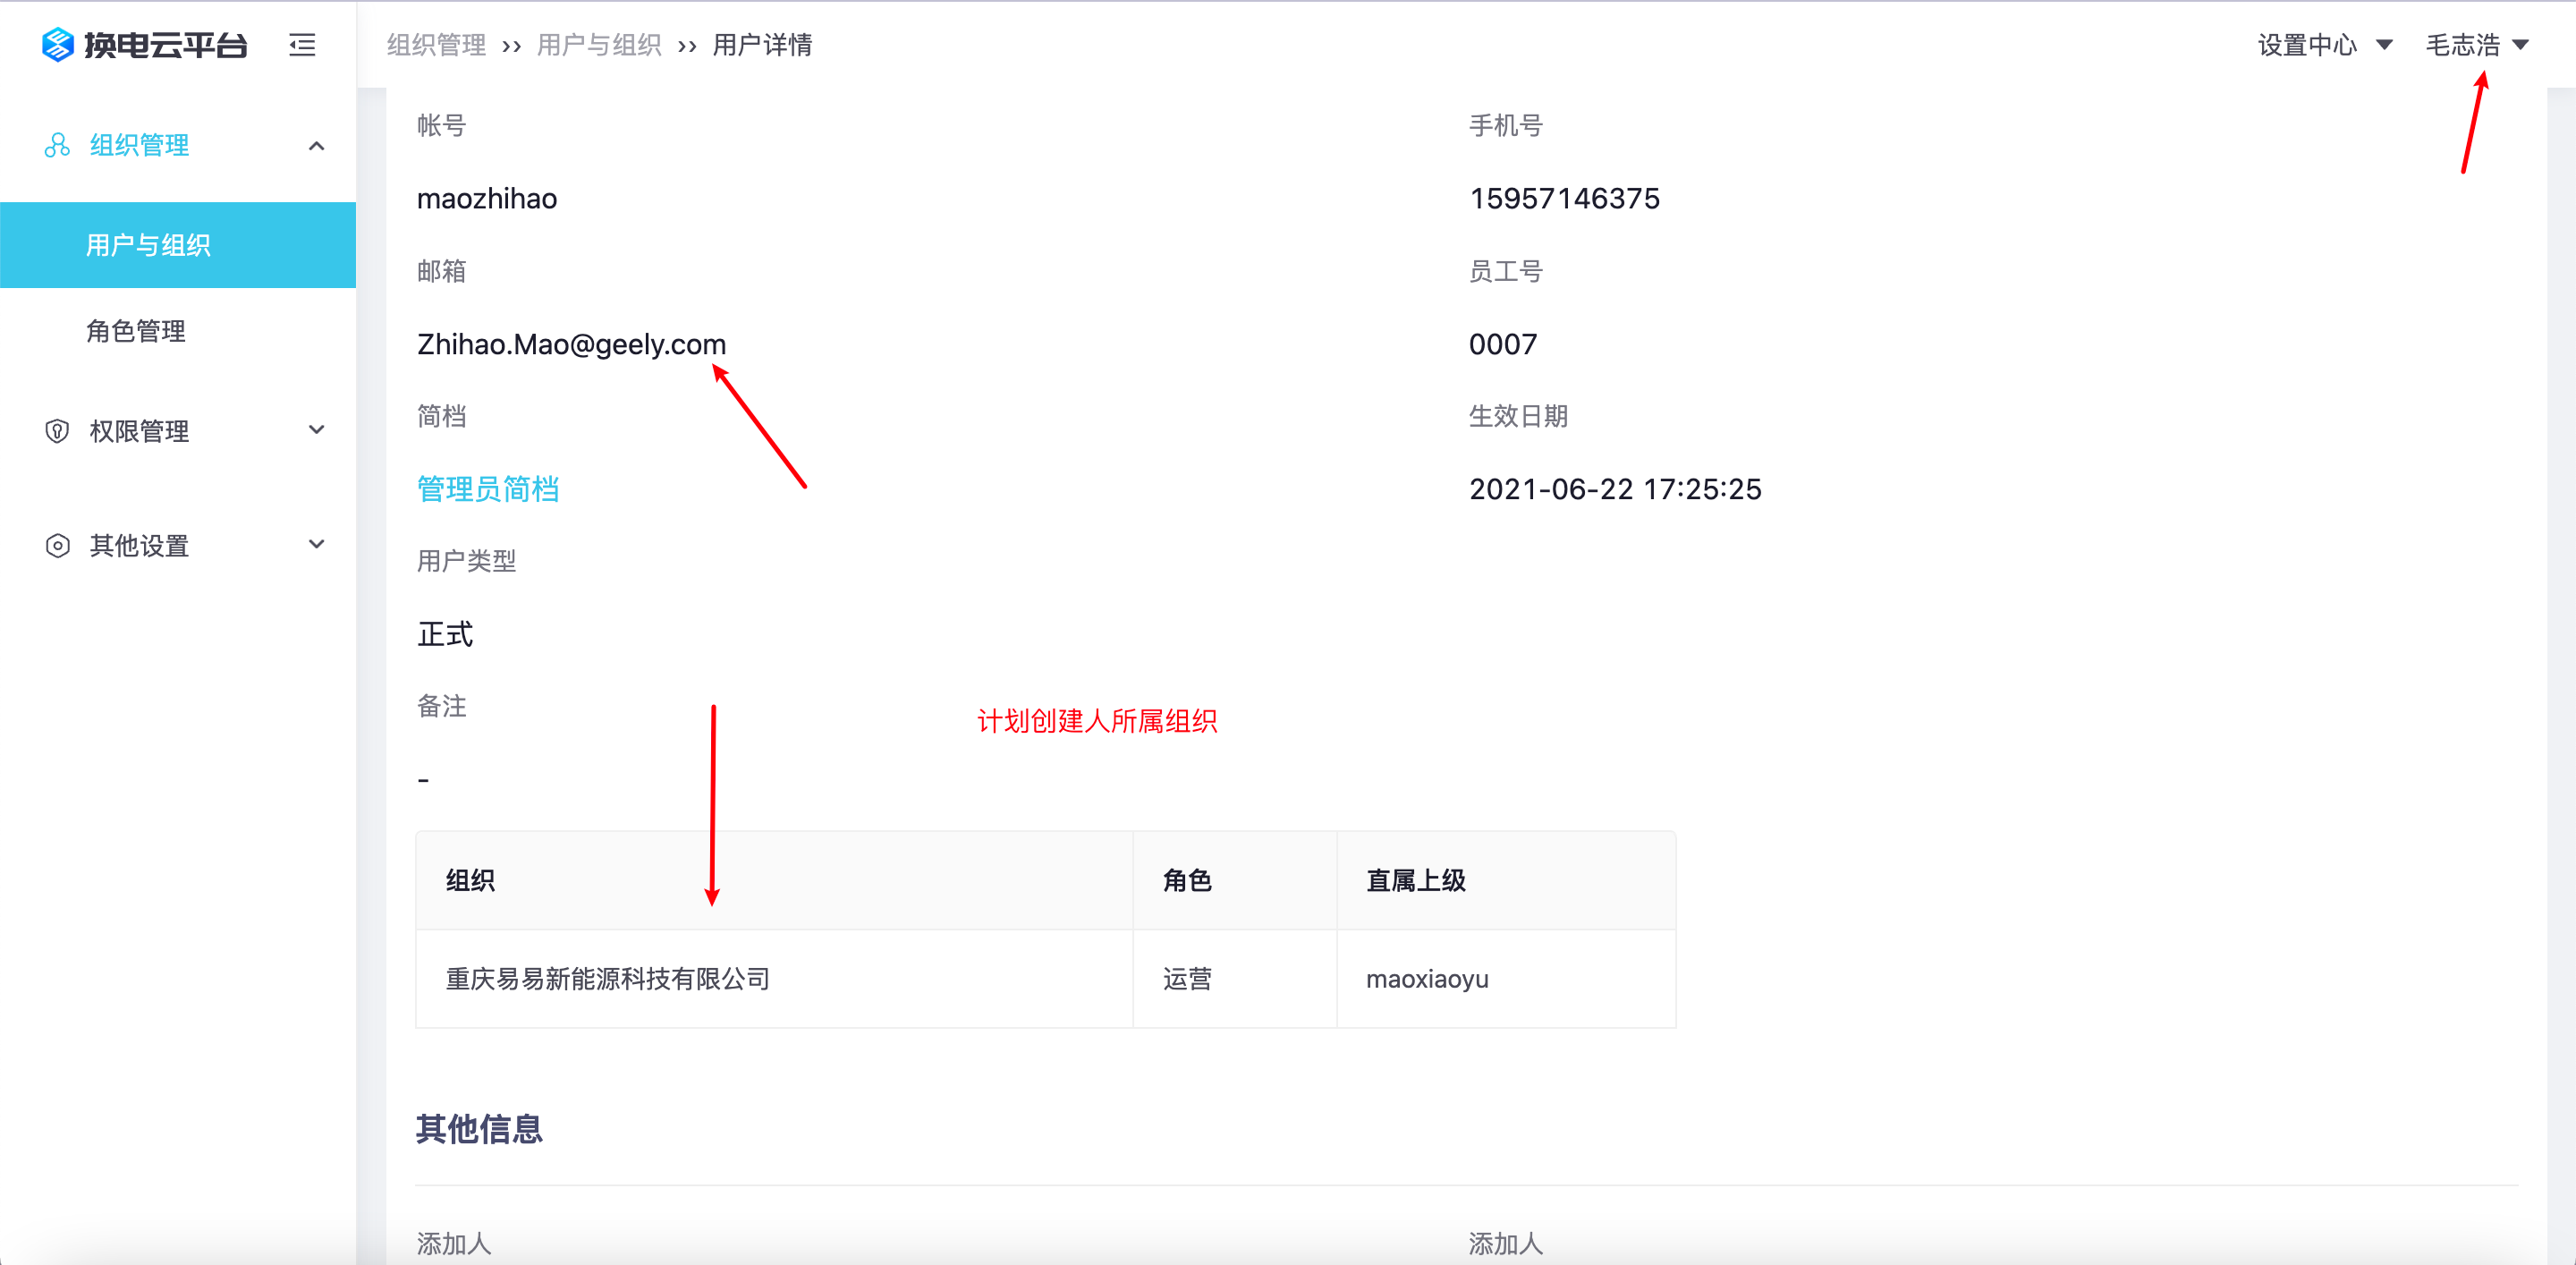 换电云平台
组织管理 ›› 用户与组织 ›› 用户详情
设置中心
毛志浩
组织管理
用户与组织
角色管理
权限管理
其他设置
帐号
手机号
maozhihao
15957146375
邮箱
员工号
Zhihao.Mao@geely.com
0007
简档
生效日期
管理员简档
2021-06-22 17:25:25
用户类型
正式
备注
计划创建人所属组织
-
组织 角色 直属上级
重庆易易新能源科技有限公司 运营 maoxiaoyu
其他信息
添加人
添加人